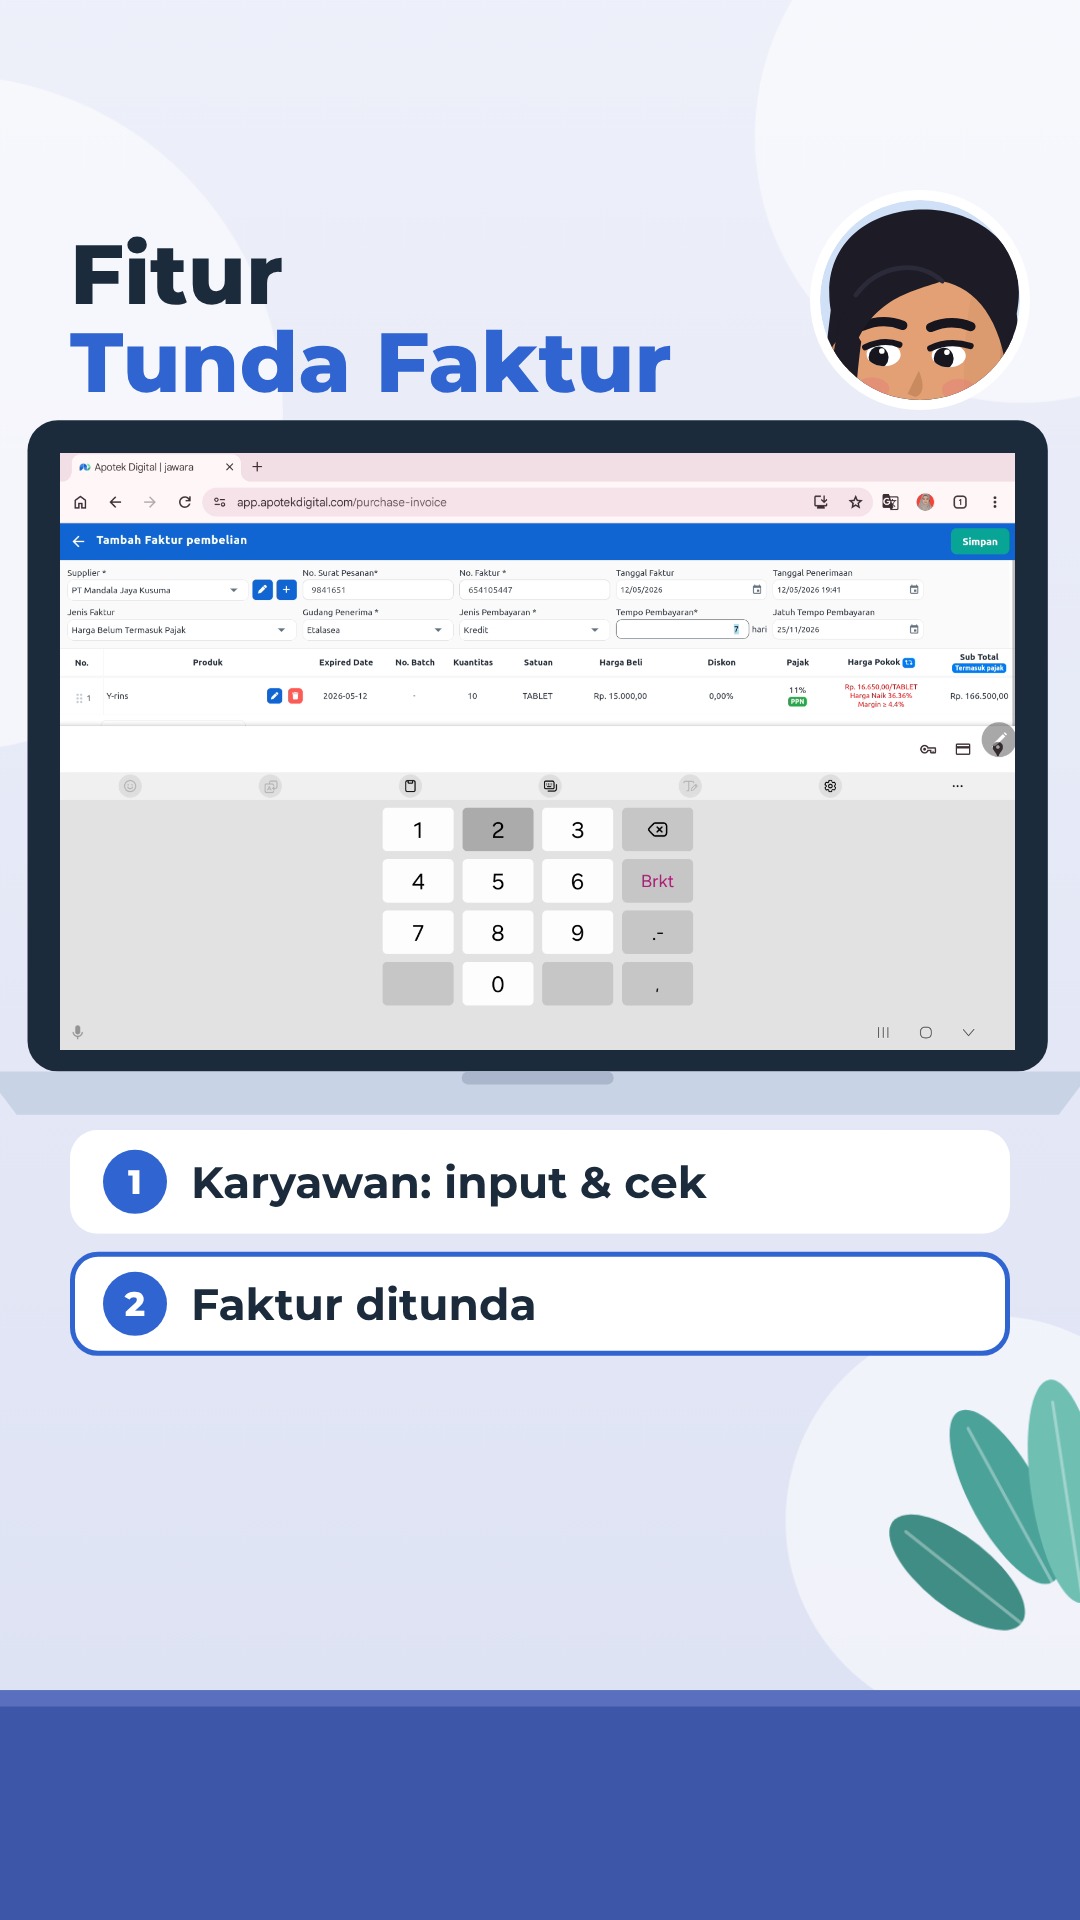 Fitur
Tunda Faktur
Apotek Digital | jawara
app.apotekdigital.com/purchase-invoice
1
Tambah Faktur pembelian
Simpan
Supplier *
No. Surat Pesanan*
No. Faktur *
Tanggal Faktur
Tanggal Penerimaan
PT Mandala Jaya Kusuma
9841651
654105447
12/05/2026
12/05/2026 19:41
Jenis Faktur
Gudang Penerima *
Jenis Pembayaran *
Tempo Pembayaran*
Jatuh Tempo Pembayaran
Harga Belum Termasuk Pajak
Etalasea
Kredit
7 hari
25/11/2026
No.
Produk
Expired Date
No. Batch
Kuantitas
Satuan
Harga Beli
Diskon
Pajak
Harga Pokok
Sub Total
Termasuk pajak
1
Y-rins
2026-05-12
-
10
TABLET
Rp. 15.000,00
0,00%
11%
PPN
Rp. 16.650,00/TABLET
Harga Naik 36.36%
Margin ≥ 4.4%
Rp. 166.500,00
1 2 3
4 5 6 Brkt
7 8 9 .-
0 ,
1 Karyawan: input & cek
2 Faktur ditunda